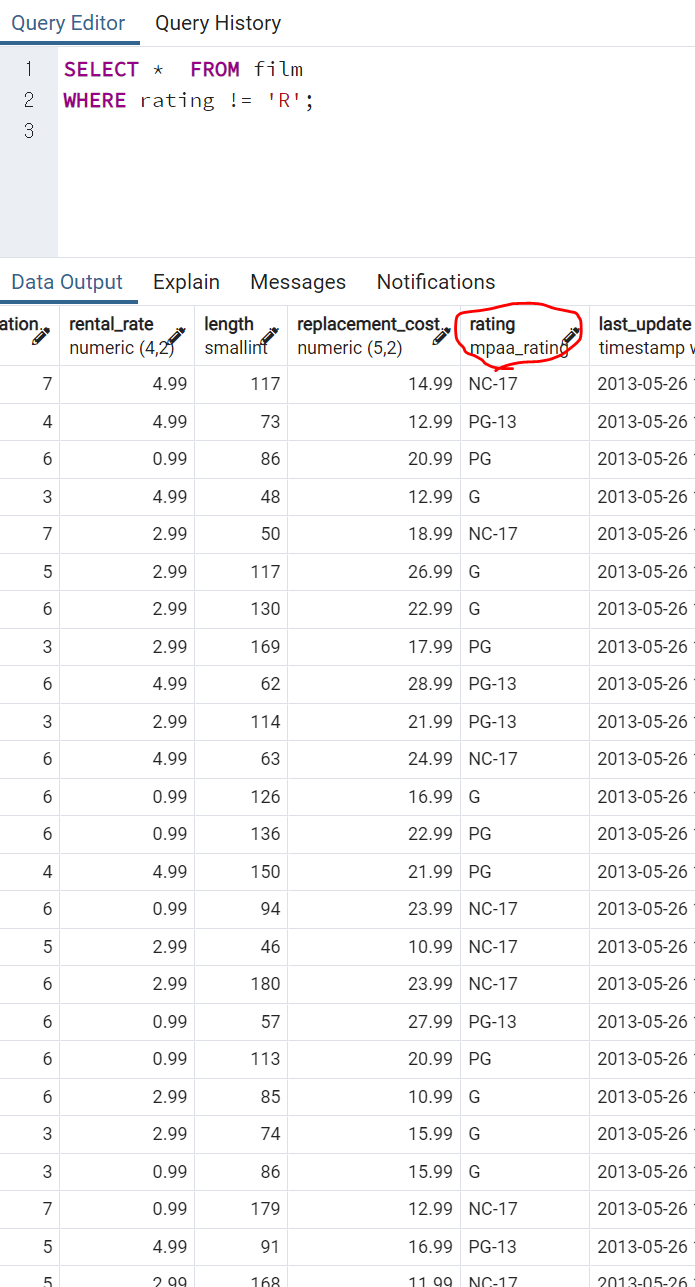 Query Editor Query History
1 SELECT * FROM film
2 WHERE rating != 'R';
3
Data Output Explain Messages Notifications
ation rental_rate length replacement_cost rating last_update
numeric (4,2) smallint numeric (5,2) mpaa_rating timestamp w
7 4.99 117 14.99 NC-17 2013-05-26
4 4.99 73 12.99 PG-13 2013-05-26
6 0.99 86 20.99 PG 2013-05-26
3 4.99 48 12.99 G 2013-05-26
7 2.99 50 18.99 NC-17 2013-05-26
5 2.99 117 26.99 G 2013-05-26
6 2.99 130 22.99 G 2013-05-26
3 2.99 169 17.99 PG 2013-05-26
6 4.99 62 28.99 PG-13 2013-05-26
3 2.99 114 21.99 PG-13 2013-05-26
6 4.99 63 24.99 NC-17 2013-05-26
6 0.99 126 16.99 G 2013-05-26
6 0.99 136 22.99 PG 2013-05-26
4 4.99 150 21.99 PG 2013-05-26
6 0.99 94 23.99 NC-17 2013-05-26
5 2.99 46 10.99 NC-17 2013-05-26
6 2.99 180 23.99 NC-17 2013-05-26
6 0.99 57 27.99 PG-13 2013-05-26
6 0.99 113 20.99 PG 2013-05-26
6 2.99 85 10.99 G 2013-05-26
3 2.99 74 15.99 G 2013-05-26
3 0.99 86 15.99 G 2013-05-26
7 0.99 179 12.99 NC-17 2013-05-26
5 4.99 91 16.99 PG-13 2013-05-26
5 2.99 168 11.99 NC-17 2013-05-26